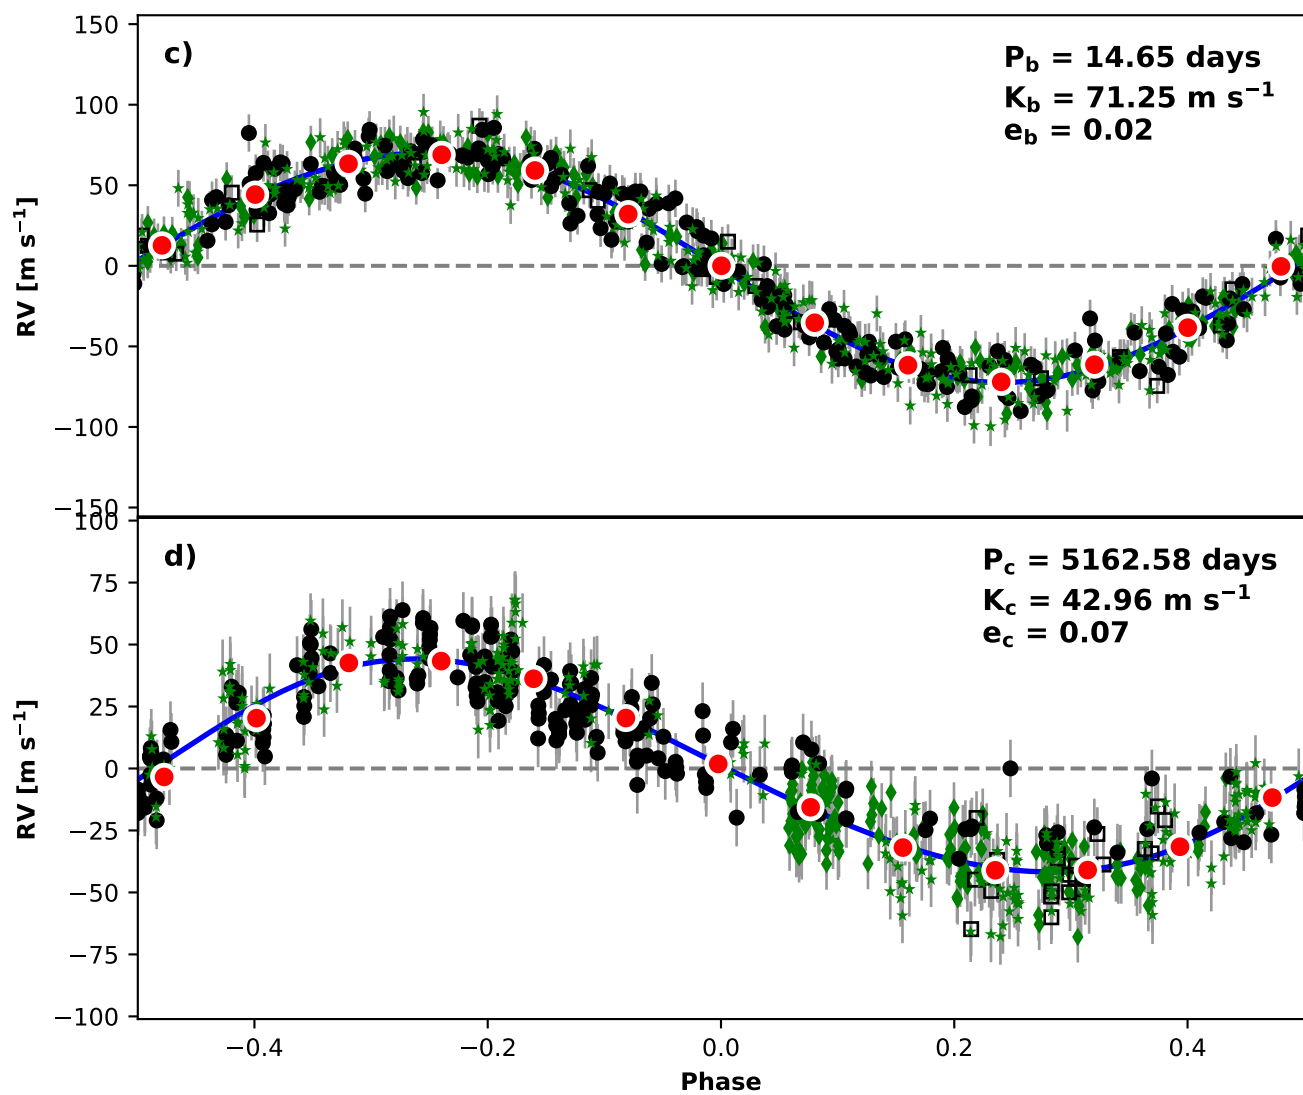 150
c)
P_b = 14.65 days
K_b = 71.25 m s⁻¹
e_b = 0.02
100
50
0
−50
−100
−150
RV [m s⁻¹]
100
d)
P_c = 5162.58 days
K_c = 42.96 m s⁻¹
e_c = 0.07
75
50
25
0
−25
−50
−75
−100
RV [m s⁻¹]
−0.4 −0.2 0.0 0.2 0.4
Phase